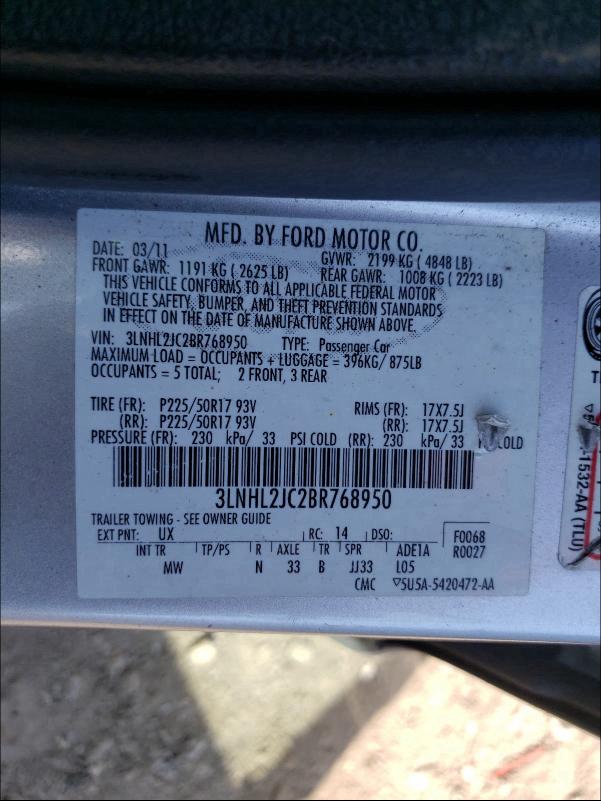 MFD. BY FORD MOTOR CO.
DATE: 03/11 GVWR: 2199 KG ( 4848 LB)
FRONT GAWR: 1191 KG ( 2625 LB) REAR GAWR: 1008 KG ( 2223 LB)
THIS VEHICLE CONFORMS TO ALL APPLICABLE FEDERAL MOTOR
VEHICLE SAFETY, BUMPER, AND THEFT PREVENTION STANDARDS
IN EFFECT ON THE DATE OF MANUFACTURE SHOWN ABOVE.
VIN: 3LNHL2JC2BR768950 TYPE: Passenger Car
MAXIMUM LOAD = OCCUPANTS + LUGGAGE = 396KG/ 875LB
OCCUPANTS = 5 TOTAL; 2 FRONT, 3 REAR
TIRE (FR): P225/50R17 93V RIMS (FR): 17X7.5J
(RR): P225/50R17 93V (RR): 17X7.5J
PRESSURE (FR): 230 kPa/ 33 PSI COLD (RR): 230 kPa/ 33 COLD
3LNHL2JC2BR768950
TRAILER TOWING - SEE OWNER GUIDE
EXT PNT: UX RC: 14 DSO: F0068
INT TR TP/PS R AXLE TR SPR ADE1A R0027
MW N 33 B JJ33 L05
CMC ▽5U5A-5420472-AA
-1532-AA (TLU)